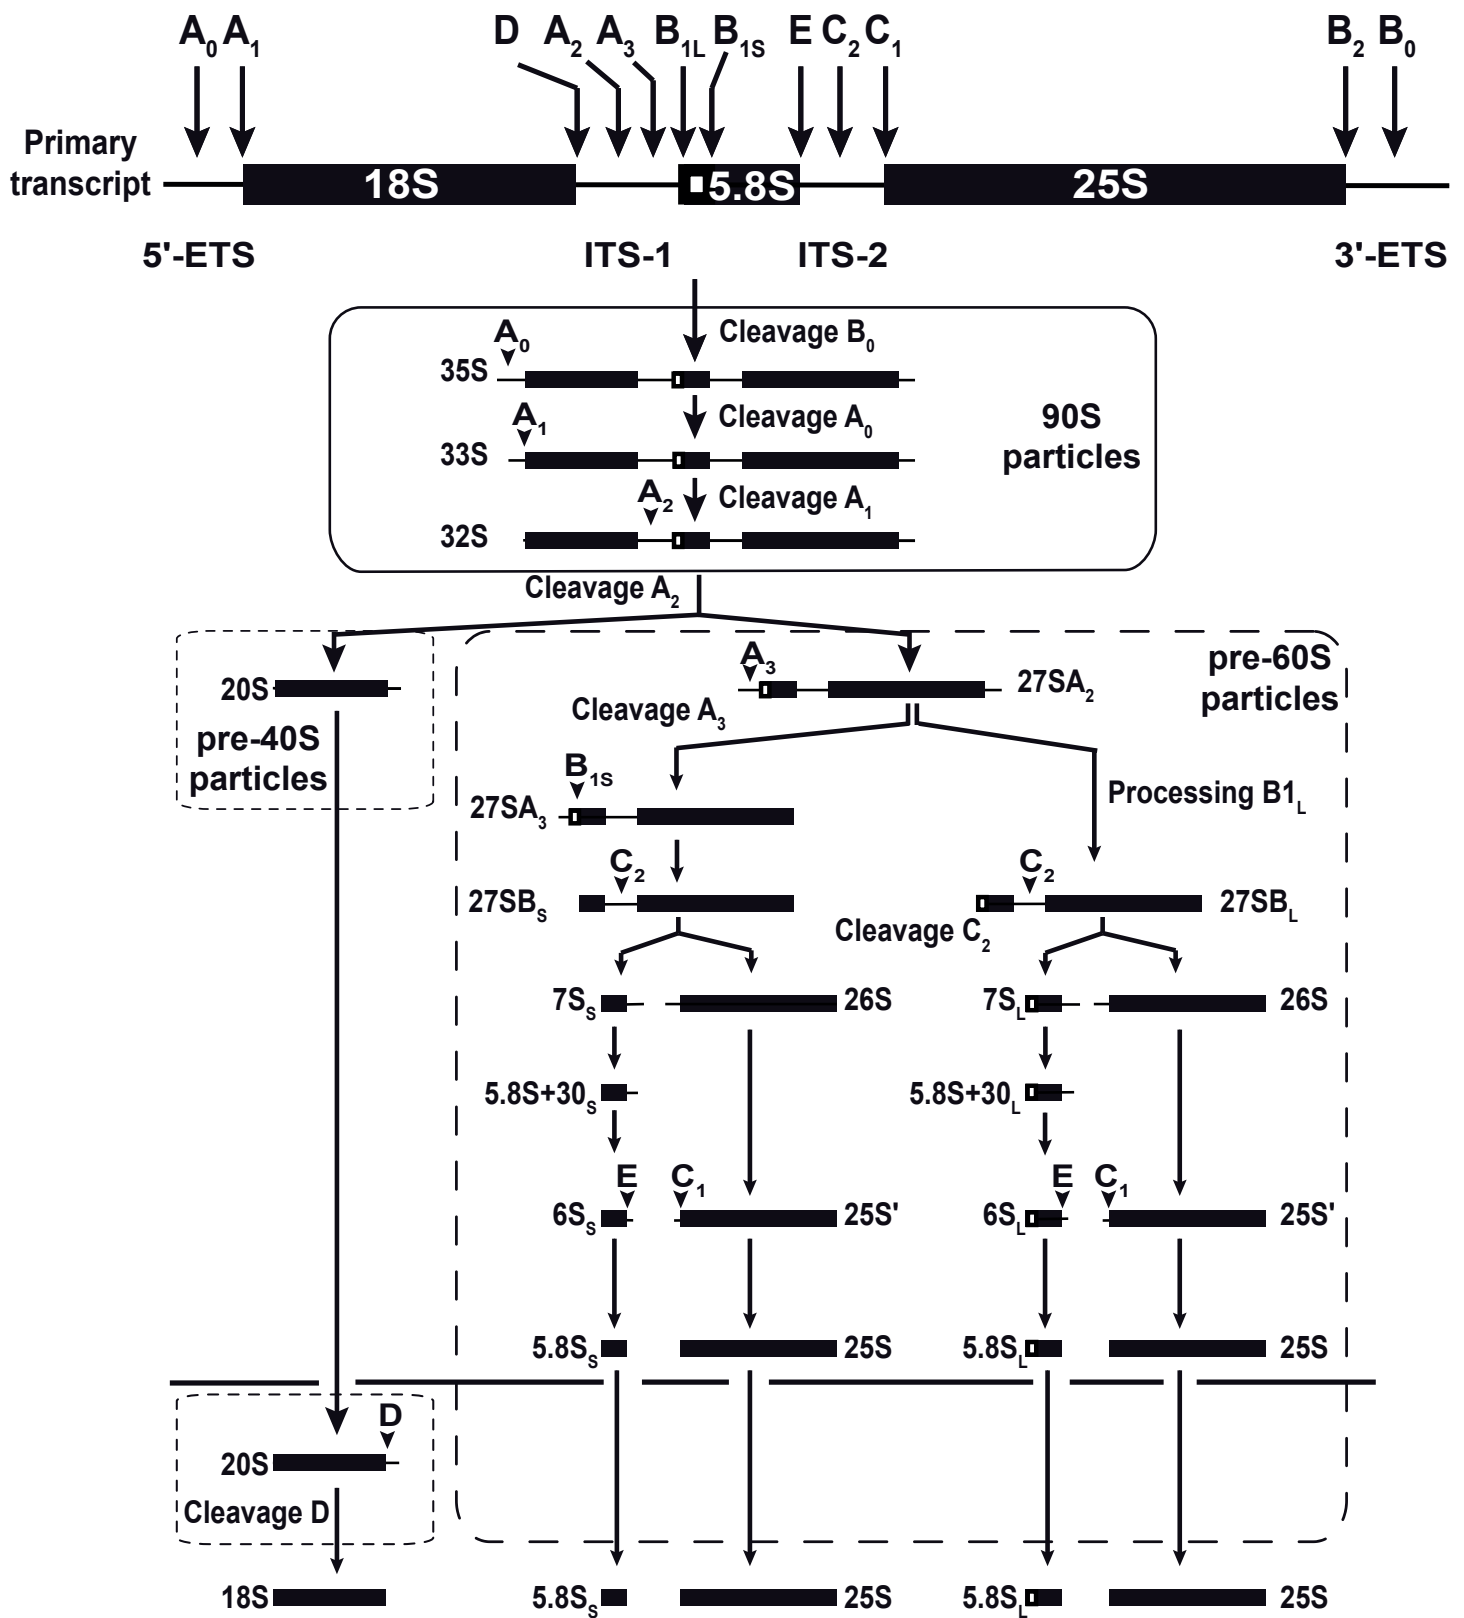 A0 A1 D A2 A3 B1L B1S E C2 C1 B2 B0
Primary
transcript
18S 5.8S 25S
5'-ETS ITS-1 ITS-2 3'-ETS
Cleavage B0
A0
35S
Cleavage A0
A1
33S
90S
particles
Cleavage A1
A2
32S
Cleavage A2
pre-60S
particles
A3
20S
27SA2
Cleavage A3
pre-40S
particles
B1S
27SA3
Processing B1L
C2 C2
27SBS 27SBL
Cleavage C2
7SS 26S 7SL 26S
5.8S+30S 5.8S+30L
E C1 E C1
6SS 25S' 6SL 25S'
5.8SS 25S 5.8SL 25S
D
20S
Cleavage D
18S 5.8SS 25S 5.8SL 25S